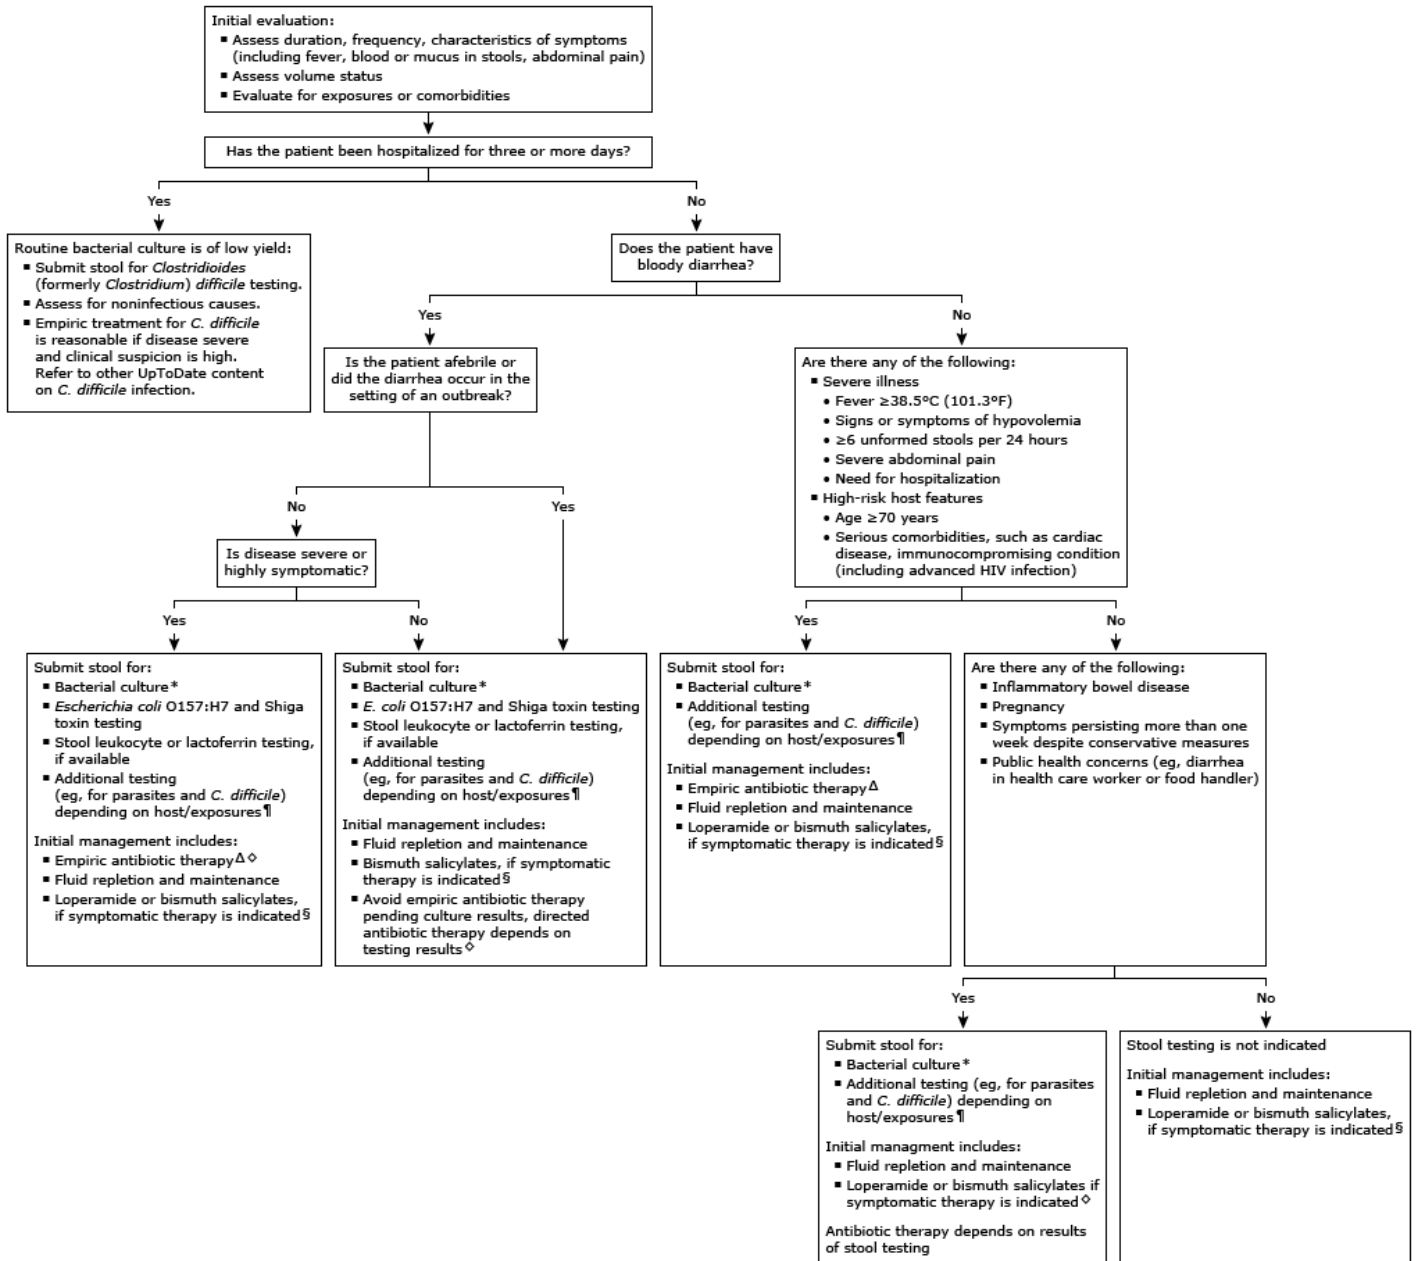 Initial evaluation:
▪ Assess duration, frequency, characteristics of symptoms
(including fever, blood or mucus in stools, abdominal pain)
▪ Assess volume status
▪ Evaluate for exposures or comorbidities
Has the patient been hospitalized for three or more days?
Yes
No
Routine bacterial culture is of low yield:
▪ Submit stool for Clostridioides
(formerly Clostridium) difficile testing.
▪ Assess for noninfectious causes.
▪ Empiric treatment for C. difficile
is reasonable if disease severe
and clinical suspicion is high.
Refer to other UpToDate content
on C. difficile infection.
Does the patient have
bloody diarrhea?
Yes
No
Is the patient afebrile or
did the diarrhea occur in the
setting of an outbreak?
Are there any of the following:
▪ Severe illness
• Fever ≥38.5°C (101.3°F)
• Signs or symptoms of hypovolemia
• ≥6 unformed stools per 24 hours
• Severe abdominal pain
• Need for hospitalization
▪ High-risk host features
• Age ≥70 years
• Serious comorbidities, such as cardiac
disease, immunocompromising condition
(including advanced HIV infection)
No
Yes
Is disease severe or
highly symptomatic?
Yes
No
Yes
No
Submit stool for:
▪ Bacterial culture*
▪ Escherichia coli O157:H7 and Shiga
toxin testing
▪ Stool leukocyte or lactoferrin testing,
if available
▪ Additional testing
(eg, for parasites and C. difficile)
depending on host/exposures¶
Initial management includes:
▪ Empiric antibiotic therapyΔ◇
▪ Fluid repletion and maintenance
▪ Loperamide or bismuth salicylates,
if symptomatic therapy is indicated§
Submit stool for:
▪ Bacterial culture*
▪ E. coli O157:H7 and Shiga toxin testing
▪ Stool leukocyte or lactoferrin testing,
if available
▪ Additional testing
(eg, for parasites and C. difficile)
depending on host/exposures¶
Initial management includes:
▪ Fluid repletion and maintenance
▪ Bismuth salicylates, if symptomatic
therapy is indicated§
▪ Avoid empiric antibiotic therapy
pending culture results, directed
antibiotic therapy depends on
testing results◇
Submit stool for:
▪ Bacterial culture*
▪ Additional testing
(eg, for parasites and C. difficile)
depending on host/exposures¶
Initial management includes:
▪ Empiric antibiotic therapyΔ
▪ Fluid repletion and maintenance
▪ Loperamide or bismuth salicylates,
if symptomatic therapy is indicated§
Are there any of the following:
▪ Inflammatory bowel disease
▪ Pregnancy
▪ Symptoms persisting more than one
week despite conservative measures
▪ Public health concerns (eg, diarrhea
in health care worker or food handler)
Yes
No
Submit stool for:
▪ Bacterial culture*
▪ Additional testing (eg, for parasites
and C. difficile) depending on
host/exposures¶
Initial managment includes:
▪ Fluid repletion and maintenance
▪ Loperamide or bismuth salicylates if
symptomatic therapy is indicated◇
Antibiotic therapy depends on results
of stool testing
Stool testing is not indicated
Initial management includes:
▪ Fluid repletion and maintenance
▪ Loperamide or bismuth salicylates,
if symptomatic therapy is indicated§